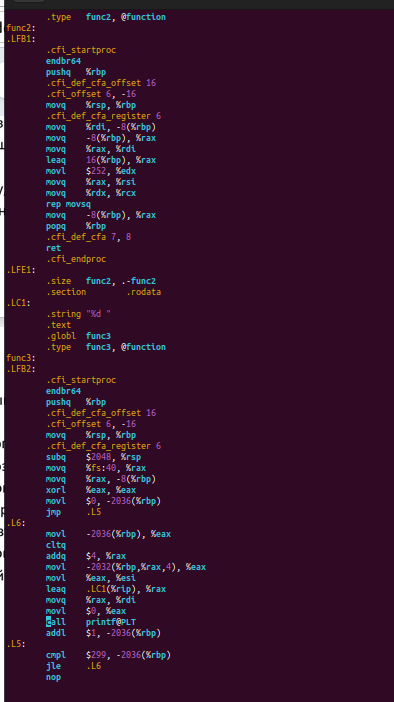 .type func2, @function
func2:
.LFB1:
.cfi_startproc
endbr64
pushq %rbp
.cfi_def_cfa_offset 16
.cfi_offset 6, -16
movq %rsp, %rbp
.cfi_def_cfa_register 6
movq %rdi, -8(%rbp)
movq -8(%rbp), %rax
movq %rax, %rdi
leaq 16(%rbp), %rax
movl $252, %edx
movq %rax, %rsi
movq %rdx, %rcx
rep movsq
movq -8(%rbp), %rax
popq %rbp
.cfi_def_cfa 7, 8
ret
.cfi_endproc
.LFE1:
.size func2, .-func2
.section .rodata
.LC1:
.string "%d "
.text
.globl func3
.type func3, @function
func3:
.LFB2:
.cfi_startproc
endbr64
pushq %rbp
.cfi_def_cfa_offset 16
.cfi_offset 6, -16
movq %rsp, %rbp
.cfi_def_cfa_register 6
subq $2048, %rsp
movq %fs:40, %rax
movq %rax, -8(%rbp)
xorl %eax, %eax
movl $0, -2036(%rbp)
jmp .L5
.L6:
movl -2036(%rbp), %eax
cltq
addq $4, %rax
movl -2032(%rbp,%rax,4), %eax
movl %eax, %esi
leaq .LC1(%rip), %rax
movq %rax, %rdi
movl $0, %eax
call printf@PLT
addl $1, -2036(%rbp)
.L5:
cmpl $299, -2036(%rbp)
jle .L6
nop